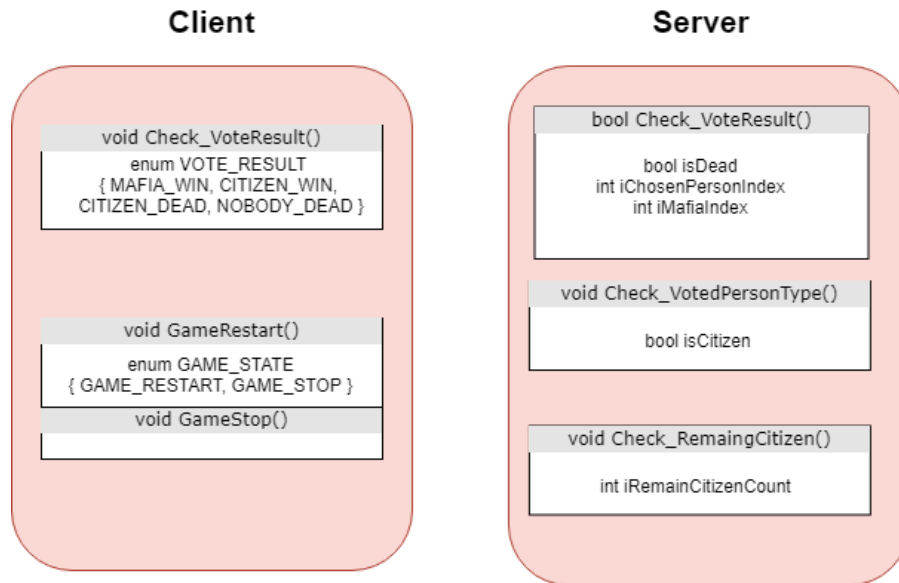 Client
void Check_VoteResult()
enum VOTE_RESULT
{ MAFIA_WIN, CITIZEN_WIN,
CITIZEN_DEAD, NOBODY_DEAD }
void GameRestart()
enum GAME_STATE
{ GAME_RESTART, GAME_STOP }
void GameStop()
Server
bool Check_VoteResult()
bool isDead
int iChosenPersonIndex
int iMafiaIndex
void Check_VotedPersonType()
bool isCitizen
void Check_RemaingCitizen()
int iRemainCitizenCount